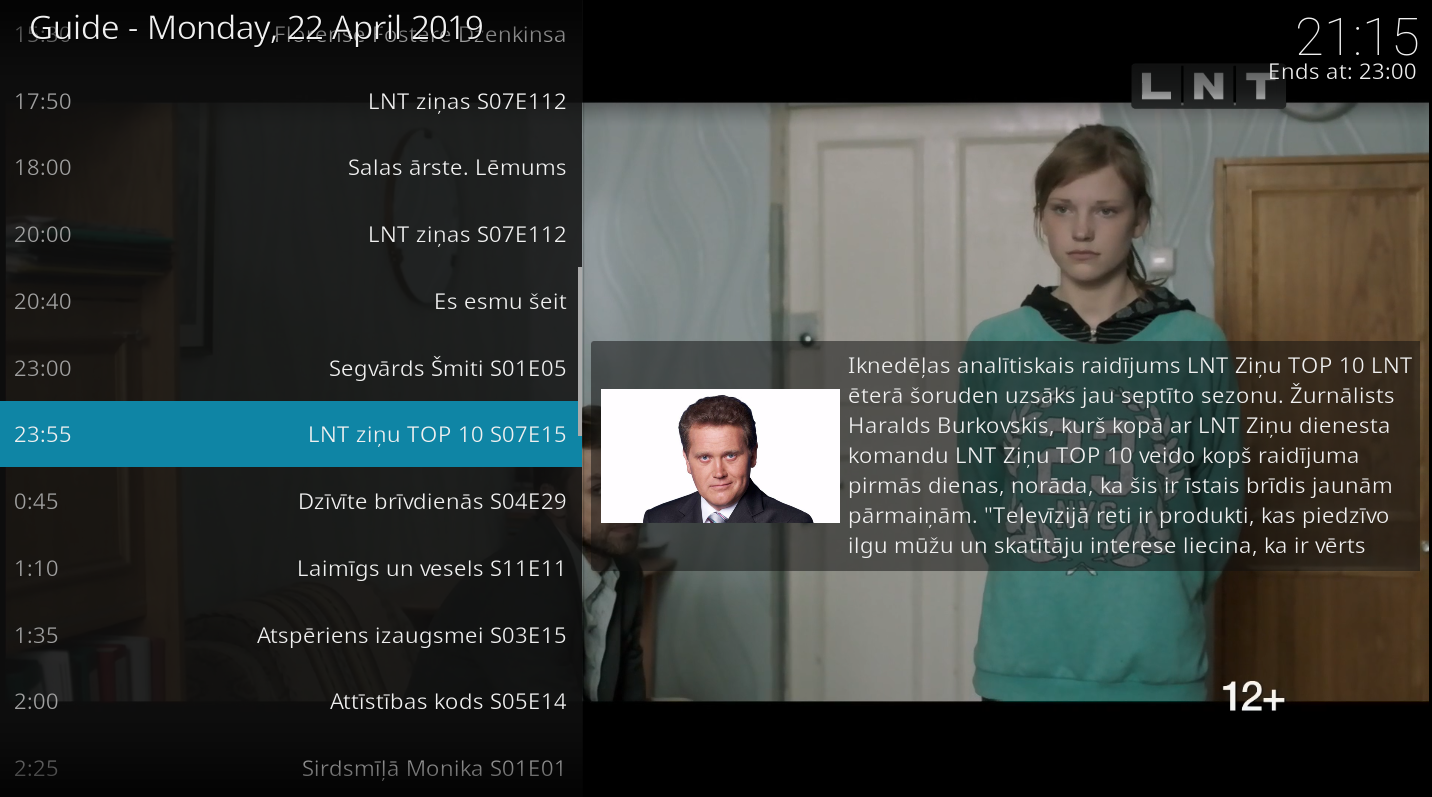 Guide - Monday, 22 April 2019
15:30 Florense Fostere Dženkinsa
17:50 LNT ziņas S07E112
18:00 Salas ārste. Lēmums
20:00 LNT ziņas S07E112
20:40 Es esmu šeit
23:00 Segvārds Šmiti S01E05
23:55 LNT ziņu TOP 10 S07E15
0:45 Dzīvīte brīvdienās S04E29
1:10 Laimīgs un vesels S11E11
1:35 Atspēriens izaugsmei S03E15
2:00 Attīstības kods S05E14
2:25 Sirdsmīļā Monika S01E01
21:15
Ends at: 23:00
LNT
Iknedēļas analītiskais raidījums LNT Ziņu TOP 10 LNT
ēterā šoruden uzsāks jau septīto sezonu. Žurnālists
Haralds Burkovskis, kurš kopā ar LNT Ziņu dienesta
komandu LNT Ziņu TOP 10 veido kopš raidījuma
pirmās dienas, norāda, ka šis ir īstais brīdis jaunām
pārmaiņām. "Televīzijā reti ir produkti, kas piedzīvo
ilgu mūžu un skatītāju interese liecina, ka ir vērts
NYC
12+